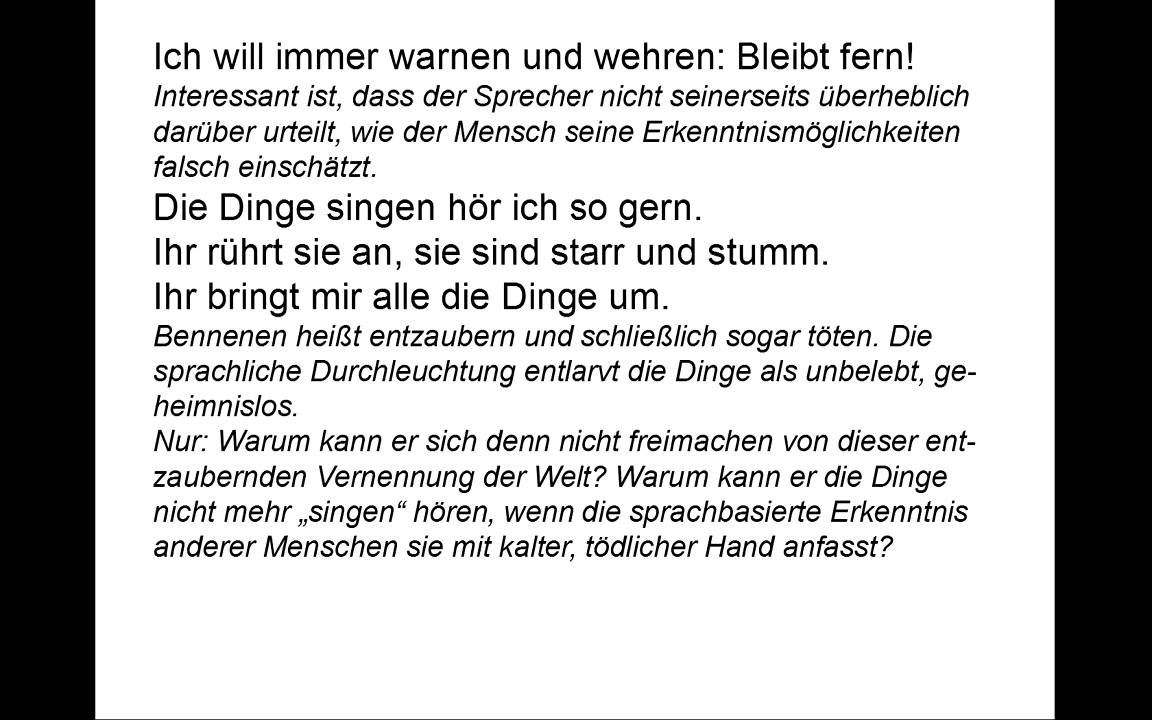 Ich will immer warnen und wehren: Bleibt fern!
Interessant ist, dass der Sprecher nicht seinerseits überheblich
darüber urteilt, wie der Mensch seine Erkenntnismöglichkeiten
falsch einschätzt.
Die Dinge singen hör ich so gern.
Ihr rührt sie an, sie sind starr und stumm.
Ihr bringt mir alle die Dinge um.
Bennenen heißt entzaubern und schließlich sogar töten. Die
sprachliche Durchleuchtung entlarvt die Dinge als unbelebt, ge-
heimnislos.
Nur: Warum kann er sich denn nicht freimachen von dieser ent-
zaubernden Vernennung der Welt? Warum kann er die Dinge
nicht mehr „singen“ hören, wenn die sprachbasierte Erkenntnis
anderer Menschen sie mit kalter, tödlicher Hand anfasst?